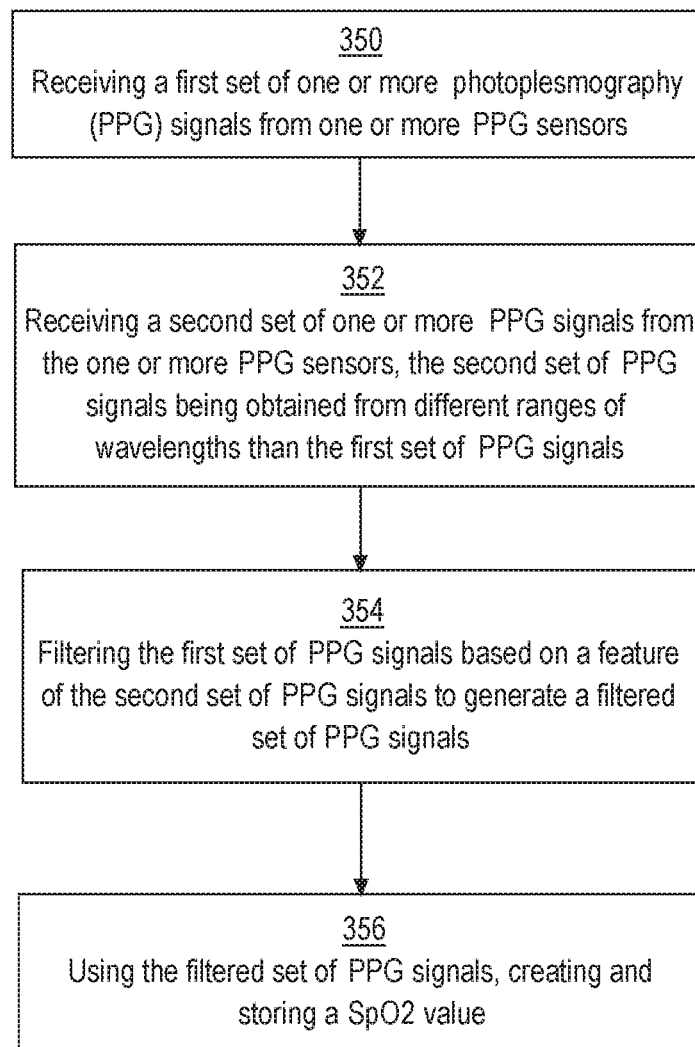 350
Receiving a first set of one or more photoplesmography
(PPG) signals from one or more PPG sensors
352
Receiving a second set of one or more PPG signals from
the one or more PPG sensors, the second set of PPG
signals being obtained from different ranges of
wavelengths than the first set of PPG signals
354
Filtering the first set of PPG signals based on a feature
of the second set of PPG signals to generate a filtered
set of PPG signals
356
Using the filtered set of PPG signals, creating and
storing a SpO2 value